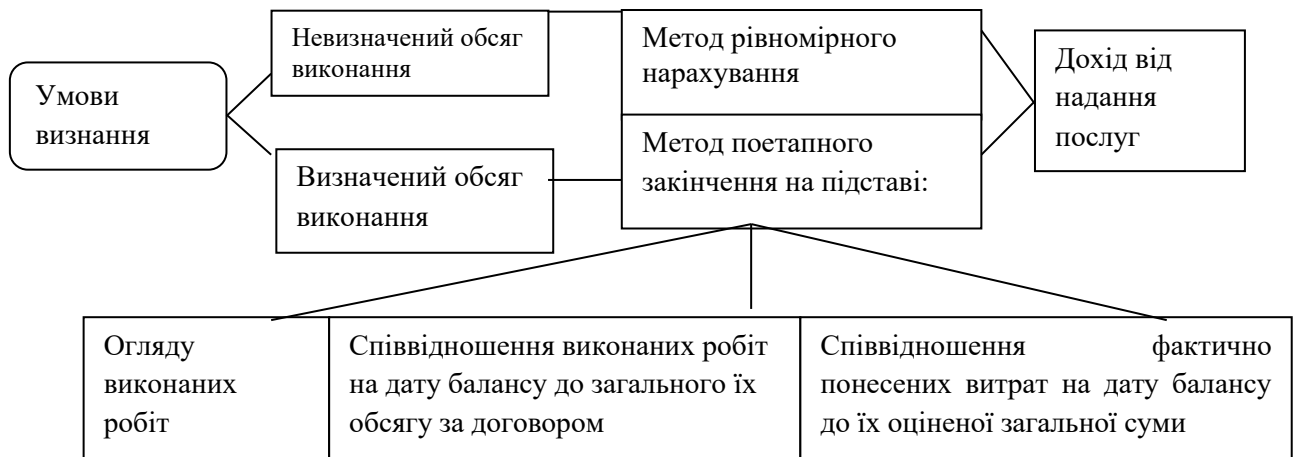 Умови
визнання
Невизначений обсяг
виконання
Визначений обсяг
виконання
Метод рівномірного
нарахування
Метод поетапного
закінчення на підставі:
Дохід від
надання
послуг
Огляду
виконаних
робіт
Співвідношення виконаних робіт
на дату балансу до загального їх
обсягу за договором
Співвідношення фактично
понесених витрат на дату балансу
до їх оціненої загальної суми